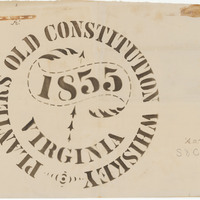 PLANTERS OLD CONSTITUTION WHISKEY
1855
VIRGINIA